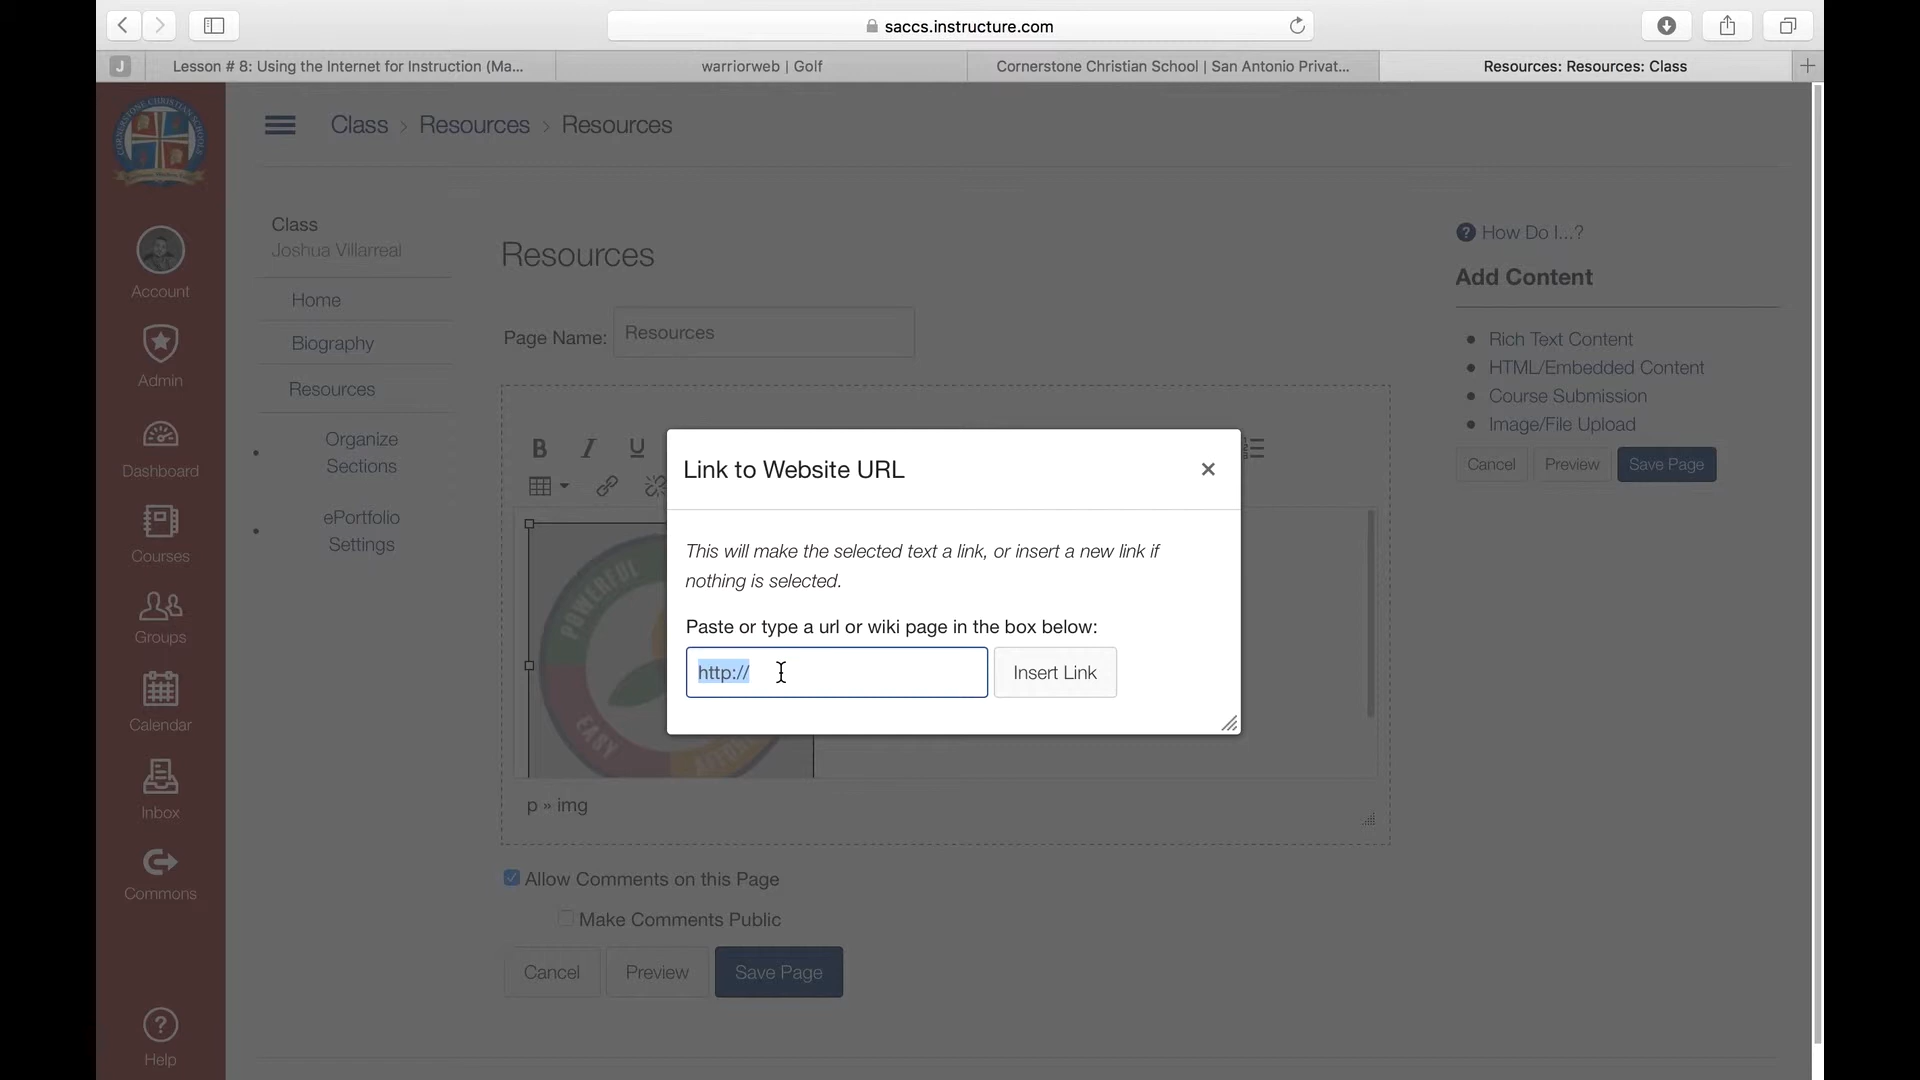 saccs.instructure.com
J
Lesson # 8: Using the Internet for Instruction (Ma...
warriorweb | Golf
Cornerstone Christian School | San Antonio Privat...
Resources: Resources: Class
Class › Resources › Resources
Class
Joshua Villarreal
Home
Biography
Resources
Organize
Sections
ePortfolio
Settings
Account
Admin
Dashboard
Courses
Groups
Calendar
Inbox
Commons
Help
Resources
Page Name: Resources
B I U
Link to Website URL
This will make the selected text a link, or insert a new link if
nothing is selected.
Paste or type a url or wiki page in the box below:
http://
Insert Link
POWERFUL
EASY
p » img
Allow Comments on this Page
Make Comments Public
Cancel
Preview
Save Page
How Do I...?
Add Content
Rich Text Content
HTML/Embedded Content
Course Submission
Image/File Upload
Cancel
Preview
Save Page